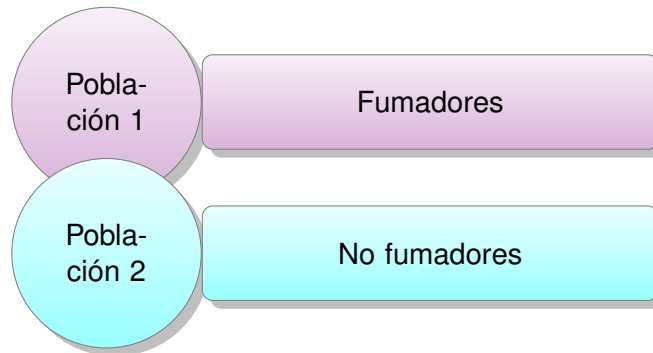 Pobla-
ción 1
Fumadores
Pobla-
ción 2
No fumadores